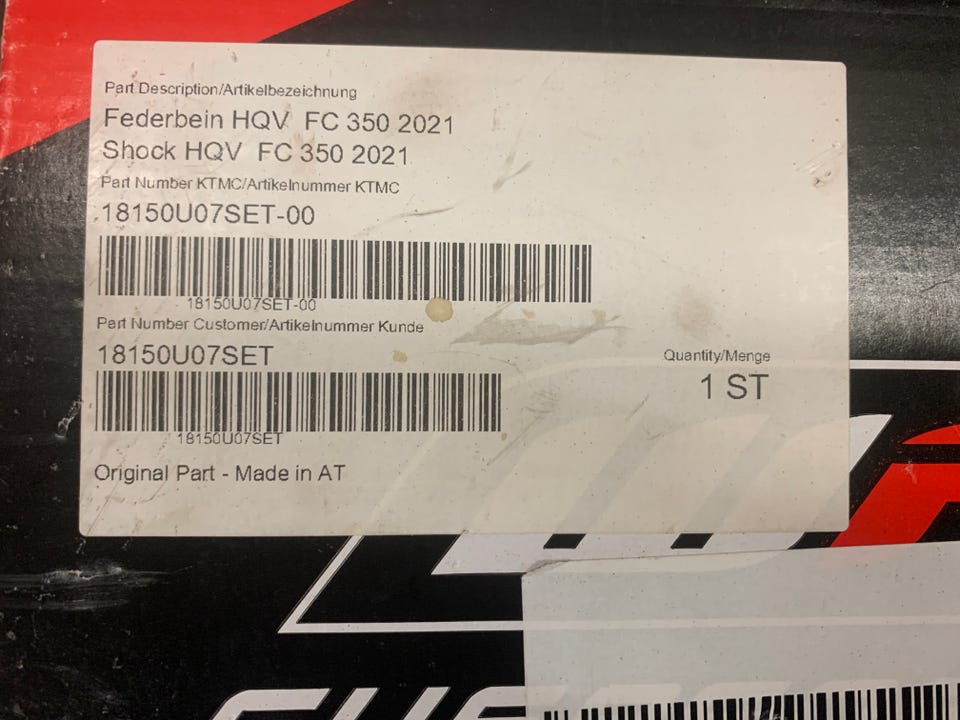 Part Description/Artikelbezeichnung
Federbein HQV FC 350 2021
Shock HQV FC 350 2021
Part Number KTMC/Artikelnummer KTMC
18150U07SET-00
18150U07SET-00
Part Number Customer/Artikelnummer Kunde
18150U07SET
Quantity/Menge
1 ST
18150U07SET
Original Part - Made in AT